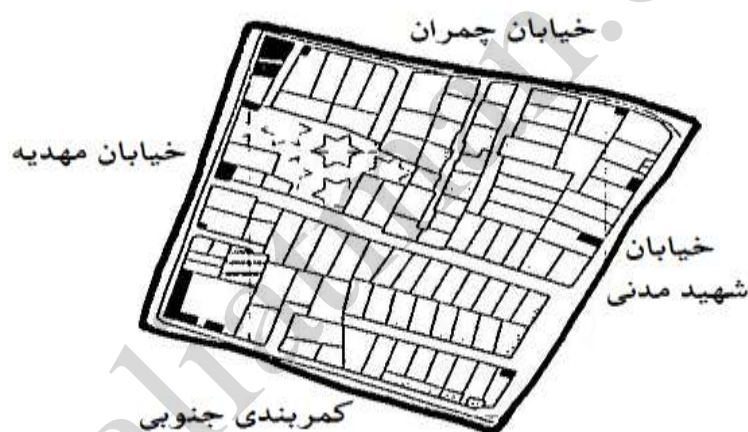 خیابان چمران
خیابان مهدیه
خیابان
شهید مدنی
کمربندی جنوبی